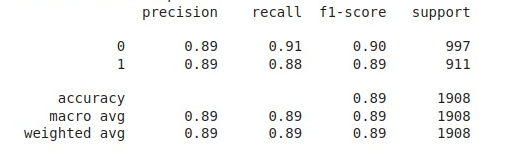 precision recall f1-score support
0 0.89 0.91 0.90 997
1 0.89 0.88 0.89 911
accuracy 0.89 1908
macro avg 0.89 0.89 0.89 1908
weighted avg 0.89 0.89 0.89 1908